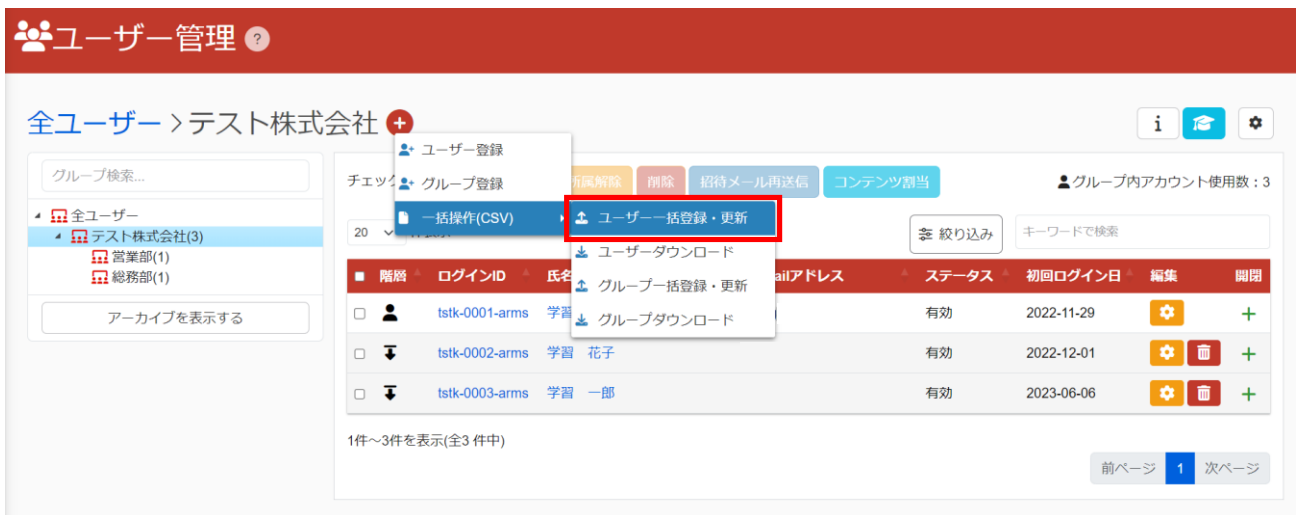 ユーザー管理 ?
全ユーザー > テスト株式会社 +
i
ユーザー登録
グループ登録
一括操作(CSV)
ユーザー一括登録・更新
ユーザーダウンロード
グループ一括登録・更新
グループダウンロード
グループ検索...
全ユーザー
テスト株式会社(3)
営業部(1)
総務部(1)
アーカイブを表示する
チェッ 所属解除 削除 招待メール再送信 コンテンツ割当 グループ内アカウント使用数:3
20 絞り込み キーワードで検索
階層 ログインID 氏名 ailアドレス ステータス 初回ログイン日 編集 開閉
tstk-0001-arms 学習 有効 2022-11-29
tstk-0002-arms 学習 花子 有効 2022-12-01
tstk-0003-arms 学習 一郎 有効 2023-06-06
1件~3件を表示(全3 件中)
前ページ 1 次ページ